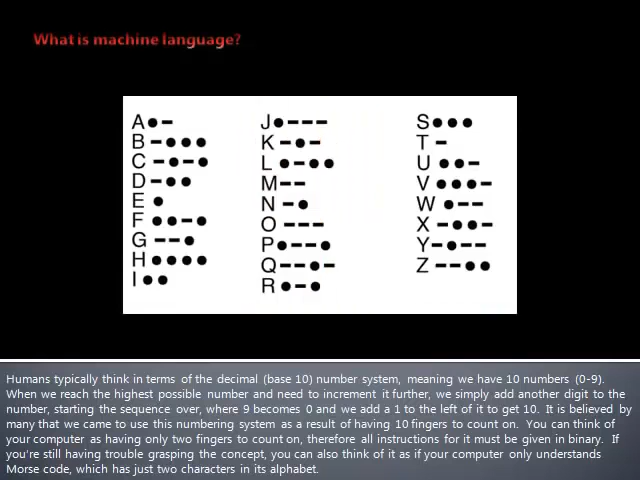 What is machine language?
A●-
B-●●●
C-●-●
D-●●
E ●
F ●●-●
G --●
H●●●●
I●●
J●---
K-●-
L●-●●
M--
N-●
O ---
P●--●
Q--●-
R●-●
S●●●
T -
U●●-
V●●●-
W●--
X-●●-
Y-●--
Z--●●
Humans typically think in terms of the decimal (base 10) number system, meaning we have 10 numbers (0-9).
When we reach the highest possible number and need to increment it further, we simply add another digit to the
number, starting the sequence over, where 9 becomes 0 and we add a 1 to the left of it to get 10.  It is believed by
many that we came to use this numbering system as a result of having 10 fingers to count on.  You can think of
your computer as having only two fingers to count on, therefore all instructions for it must be given in binary.  If
you're still having trouble grasping the concept, you can also think of it as if your computer only understands
Morse code, which has just two characters in its alphabet.